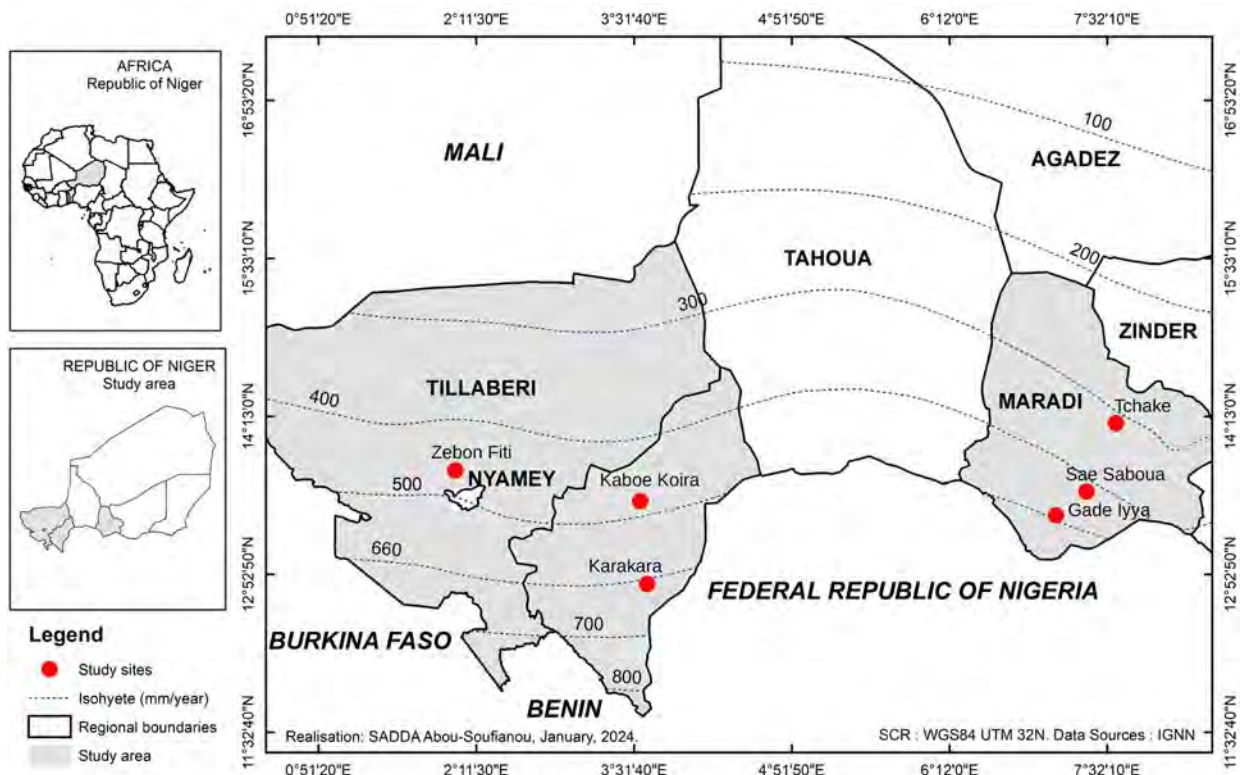 0°51'20"E 2°11'30"E 3°31'40"E 4°51'50"E 6°12'0"E 7°32'10"E
AFRICA
Republic of Niger
REPUBLIC OF NIGER
Study area
Legend
Study sites
Isohyete (mm/year)
Regional boundaries
Study area
16°53'20"N
15°33'10"N
14°13'0"N
12°52'50"N
11°32'40"N
MALI
100
AGADEZ
TAHOUA
200
300
ZINDER
TILLABERI
400
MARADI
Tchake
Zebon Fiti
NYAMEY
Kaboe Koira
Sae Saboua
500
Gade Iyya
660
Karakara
FEDERAL REPUBLIC OF NIGERIA
700
BURKINA FASO
800
BENIN
Realisation: SADDA Abou-Soufianou, January, 2024.
SCR : WGS84 UTM 32N. Data Sources : IGNN
16°53'20"N
15°33'10"N
14°13'0"N
12°52'50"N
11°32'40"N
0°51'20"E 2°11'30"E 3°31'40"E 4°51'50"E 6°12'0"E 7°32'10"E